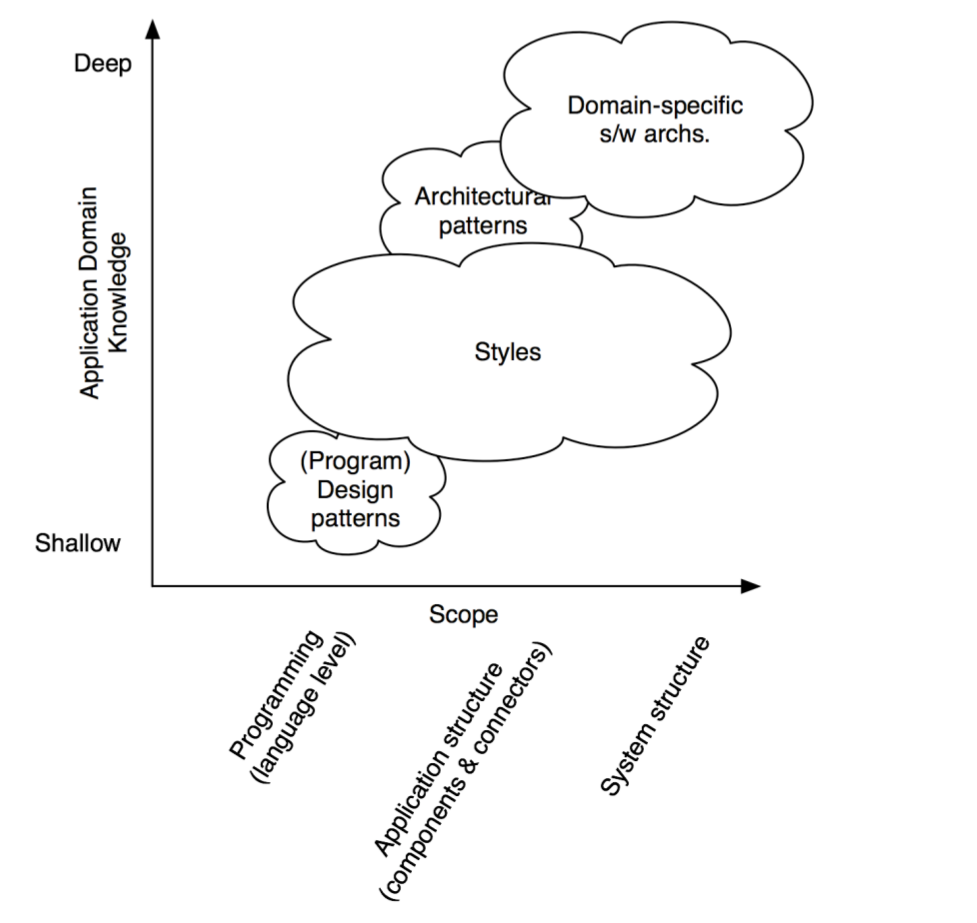 Deep
Domain-specific
s/w archs.
Architectural
patterns
Application Domain
Knowledge
Styles
(Program)
Design
patterns
Shallow
Scope
Programming
(language level)
Application structure
(components & connectors)
System structure